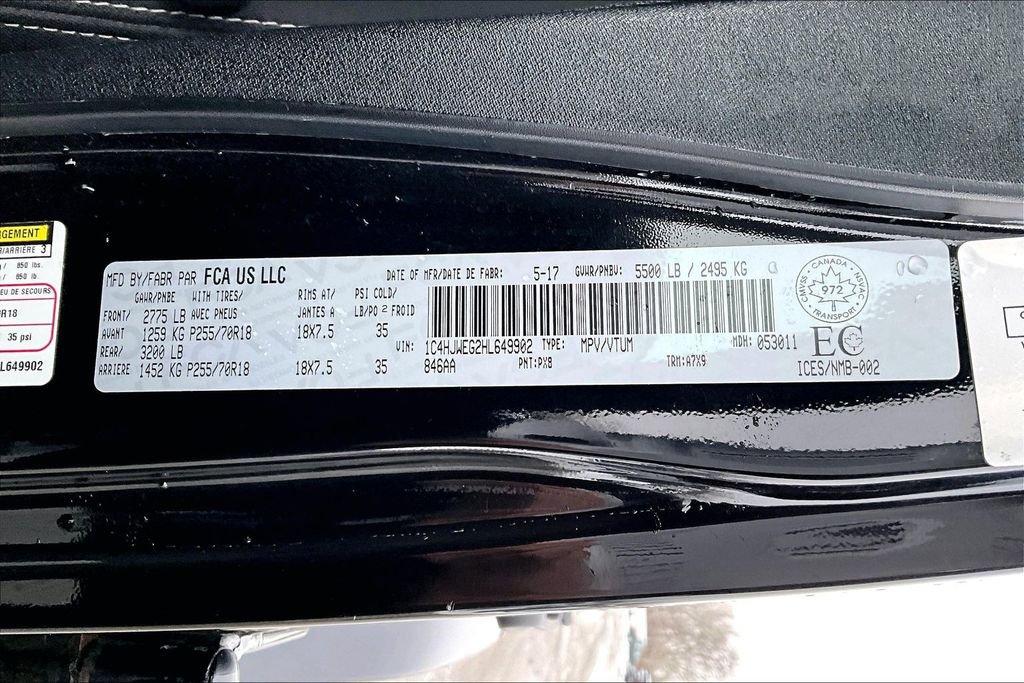 GEMENT
R/ARRIÈRE 3
850 lbs.
850 lb.
EU DE SECOURS
R18
35 psi
L649902
MFD BY/FABR PAR FCA US LLC
DATE OF MFR/DATE DE FABR: 5-17 GVWR/PNBV: 5500 LB / 2495 KG
GAWR/PNBE WITH TIRES/ RIMS AT/ PSI COLD/
FRONT/ 2775 LB AVEC PNEUS JANTES A LB/PO 2 FROID
AVANT 1259 KG P255/70R18 18X7.5 35
REAR/ 3200 LB
ARRIERE 1452 KG P255/70R18 18X7.5 35
VIN: 1C4HJWEG2HL649902 TYPE: MPV/VTUM MDH: 053011
846AA PNT:PX8 TRM:A7X9
CANADA
CMVSS NSVAC
972
TRANSPORT
EC
ICES/NMB-002